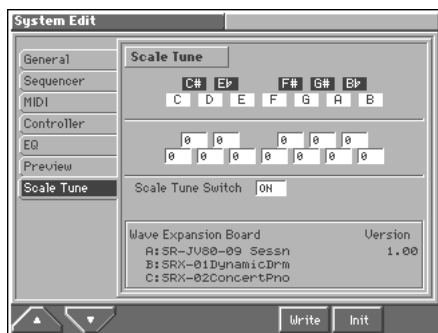 System Edit
General
Sequencer
MIDI
Controller
EQ
Preview
Scale Tune
Scale Tune
C# E♭ F# G# B♭
C D E F G A B
0 0 0 0 0
0 0 0 0 0 0 0
Scale Tune Switch ON
Wave Expansion Board Version
A:SR-JV80-09 Sessn 1.00
B:SRX-01DynamicDrm
C:SRX-02ConcertPno
Write Init